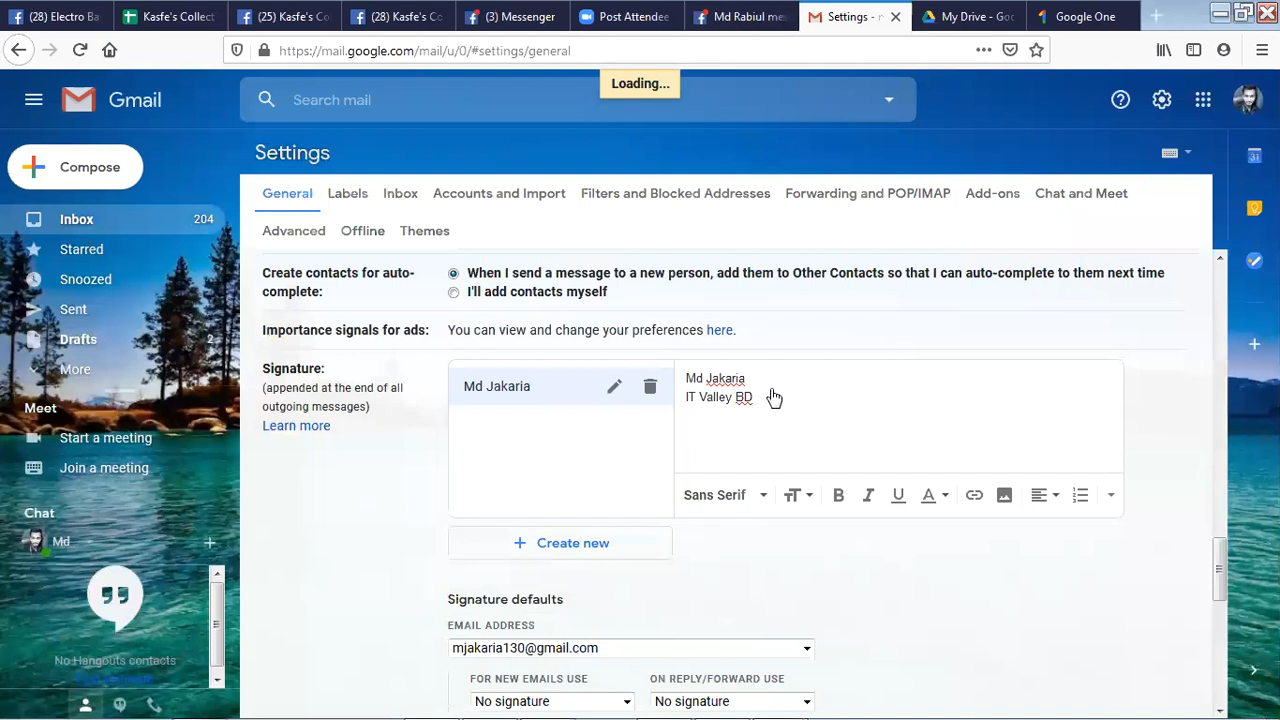 (28) Electro Ba
Kasfe's Collect
(25) Kasfe's Co
(28) Kasfe's Co
(3) Messenger
Post Attendee
Md Rabiul me
Settings -
My Drive - Go
Google One
https://mail.google.com/mail/u/0/#settings/general
Loading...
Gmail
Search mail
Compose
Settings
General
Labels
Inbox
Accounts and Import
Filters and Blocked Addresses
Forwarding and POP/IMAP
Add-ons
Chat and Meet
Advanced
Offline
Themes
Inbox 204
Starred
Snoozed
Sent
Drafts 2
More
Meet
Start a meeting
Join a meeting
Chat
Md
No Hangouts contacts
Create contacts for auto-
complete:
When I send a message to a new person, add them to Other Contacts so that I can auto-complete to them next time
I'll add contacts myself
Importance signals for ads:
You can view and change your preferences here.
Signature:
(appended at the end of all
outgoing messages)
Learn more
Md Jakaria
Md Jakaria
IT Valley BD
Sans Serif
Create new
Signature defaults
EMAIL ADDRESS
mjakaria130@gmail.com
FOR NEW EMAILS USE
No signature
ON REPLY/FORWARD USE
No signature
31